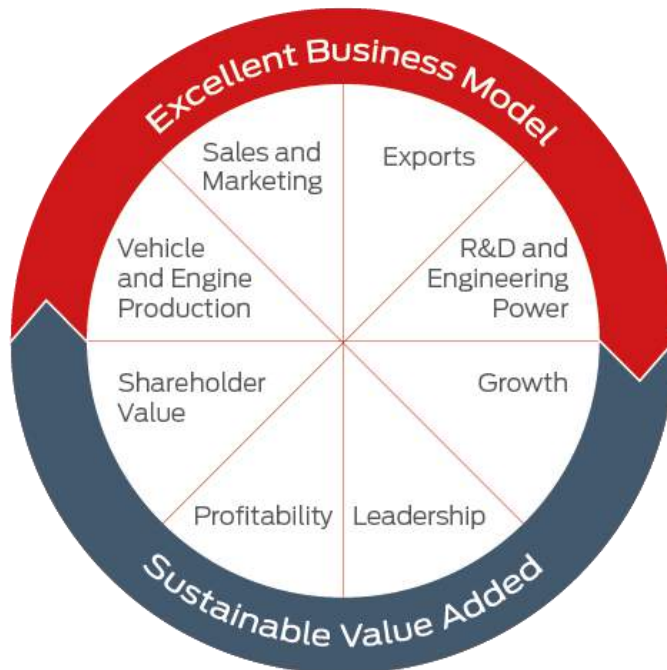 Excellent Business Model
Sales and
Marketing
Exports
Vehicle
and Engine
Production
R&D and
Engineering
Power
Shareholder
Value
Growth
Profitability
Leadership
Sustainable Value Added